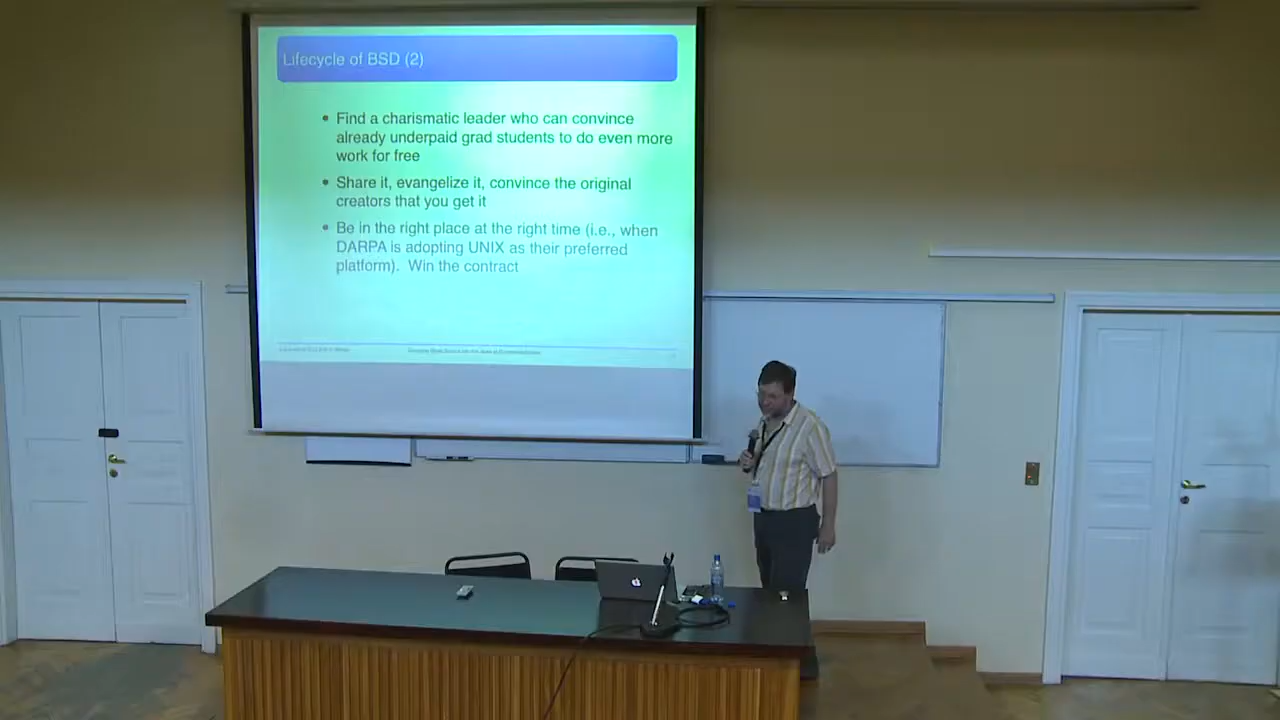 Lifecycle of BSD (2)
• Find a charismatic leader who can convince
already underpaid grad students to do even more
work for free
• Share it, evangelize it, convince the original
creators that you get it
• Be in the right place at the right time (i.e., when
DARPA is adopting UNIX as their preferred
platform). Win the contract